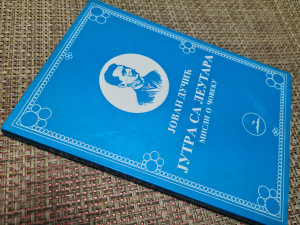 ЈОВАН ДУЧИЋ
ЈУТРА СА ЛЕУТАРА
МИСЛИ О ЧОВЕКУ